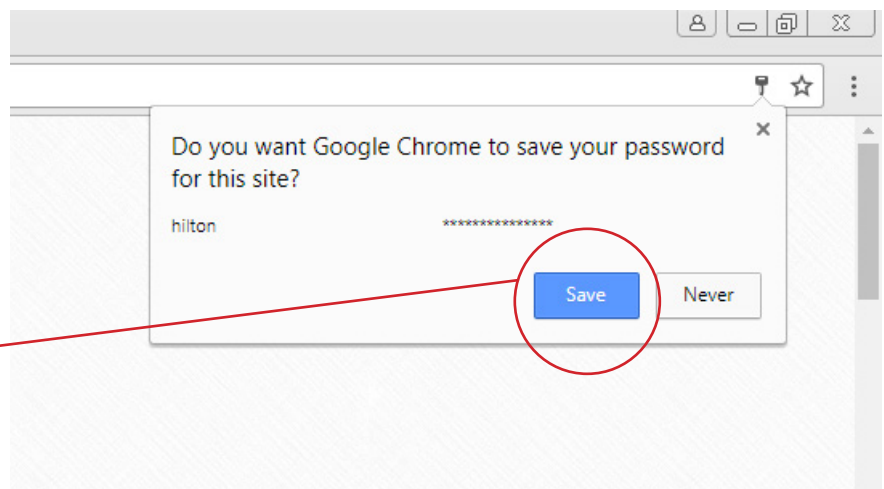 Do you want Google Chrome to save your password
for this site?
hilton ***************
Save Never